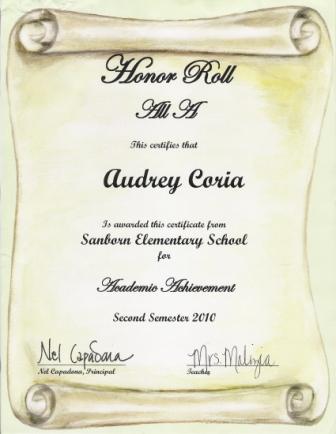 Honor Roll
All A
This certifies that
Audrey Coria
Is awarded this certificate from
Sanborn Elementary School
for
Academic Achievement
Second Semester 2010
Nel Capadona Mrs. Malizia
Nel Capadona, Principal Teacher